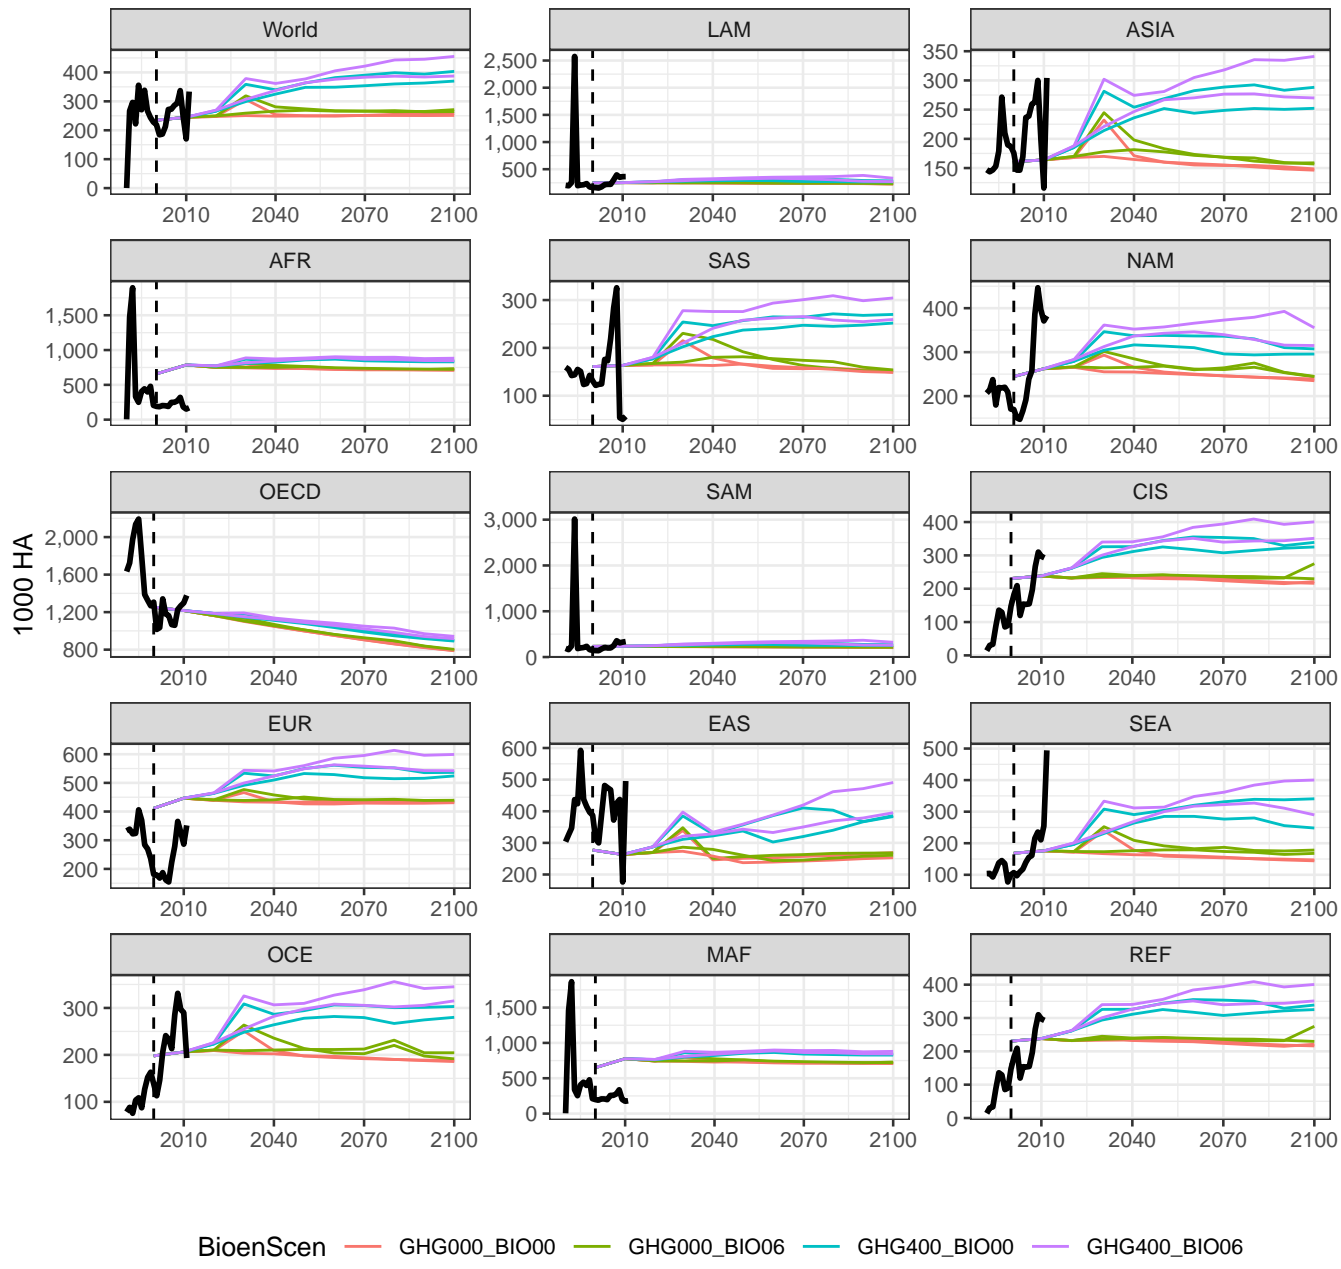 World LAM ASIA
400 300 200 100 0
2,500 2,000 1,500 1,000 500
350 300 250 200 150
2010 2040 2070 2100 2010 2040 2070 2100 2010 2040 2070 2100
AFR SAS NAM
1,500 1,000 500 0
300 200 100
400 300 200
2010 2040 2070 2100 2010 2040 2070 2100 2010 2040 2070 2100
1000 HA
OECD SAM CIS
2,000 1,600 1,200 800
3,000 2,000 1,000 0
400 300 200 100 0
2010 2040 2070 2100 2010 2040 2070 2100 2010 2040 2070 2100
EUR EAS SEA
600 500 400 300 200
600 500 400 300 200
500 400 300 200 100
2010 2040 2070 2100 2010 2040 2070 2100 2010 2040 2070 2100
OCE MAF REF
300 200 100
1,500 1,000 500 0
400 300 200 100 0
2010 2040 2070 2100 2010 2040 2070 2100 2010 2040 2070 2100
BioenScen GHG000_BIO00 GHG000_BIO06 GHG400_BIO00 GHG400_BIO06